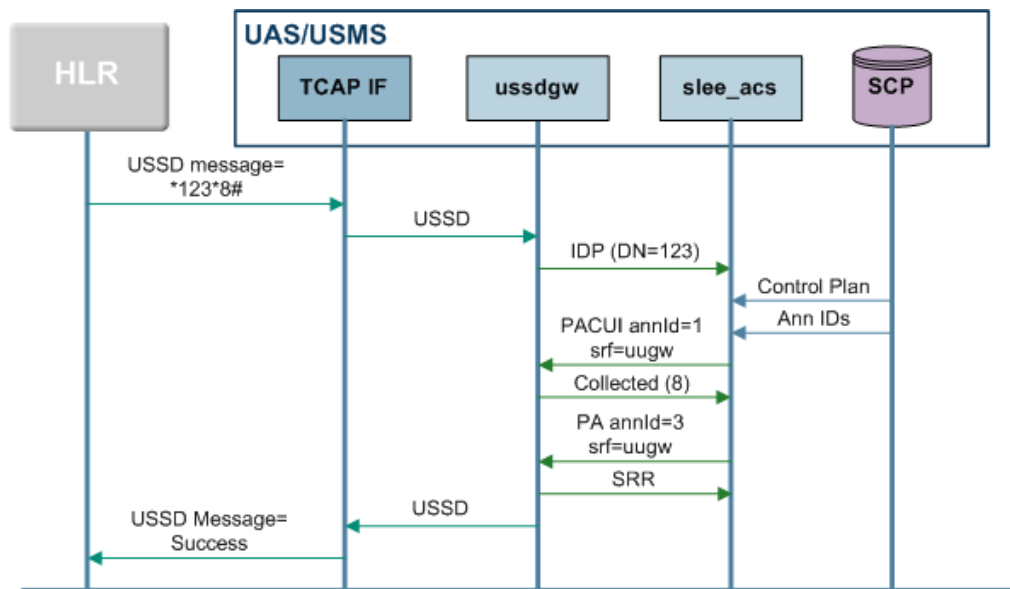 UAS/USMS
HLR
TCAP IF
ussdgw
slee_acs
SCP
USSD message=
*123*8#
USSD
IDP (DN=123)
Control Plan
Ann IDs
PACUI annId=1
srf=uugw
Collected (8)
PA annId=3
srf=uugw
SRR
USSD
USSD Message=
Success